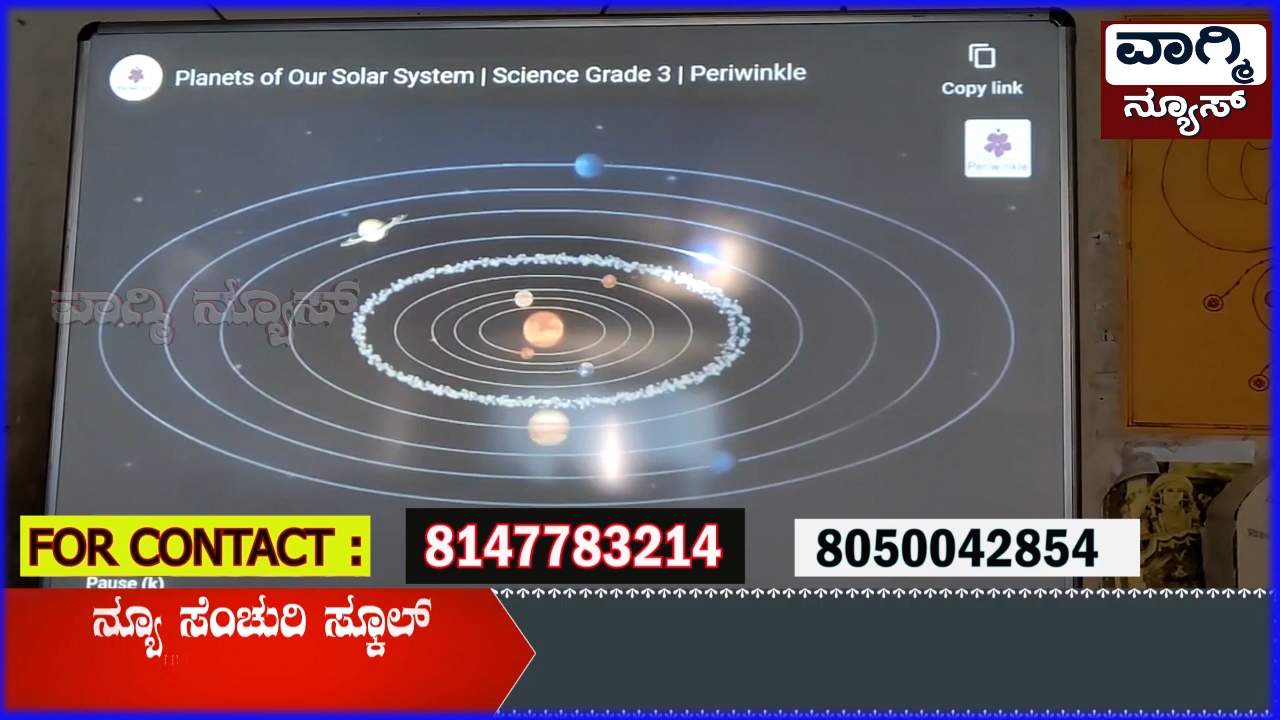 Planets of Our Solar System | Science Grade 3 | Periwinkle
Copy link
Periwinkle
ವಾಗ್ಮಿ
ನ್ಯೂಸ್
ವಾಗ್ಮಿ ನ್ಯೂಸ್
FOR CONTACT :
8147783214
8050042854
Pause (k)
ನ್ಯೂ ಸೆಂಚುರಿ ಸ್ಕೂಲ್